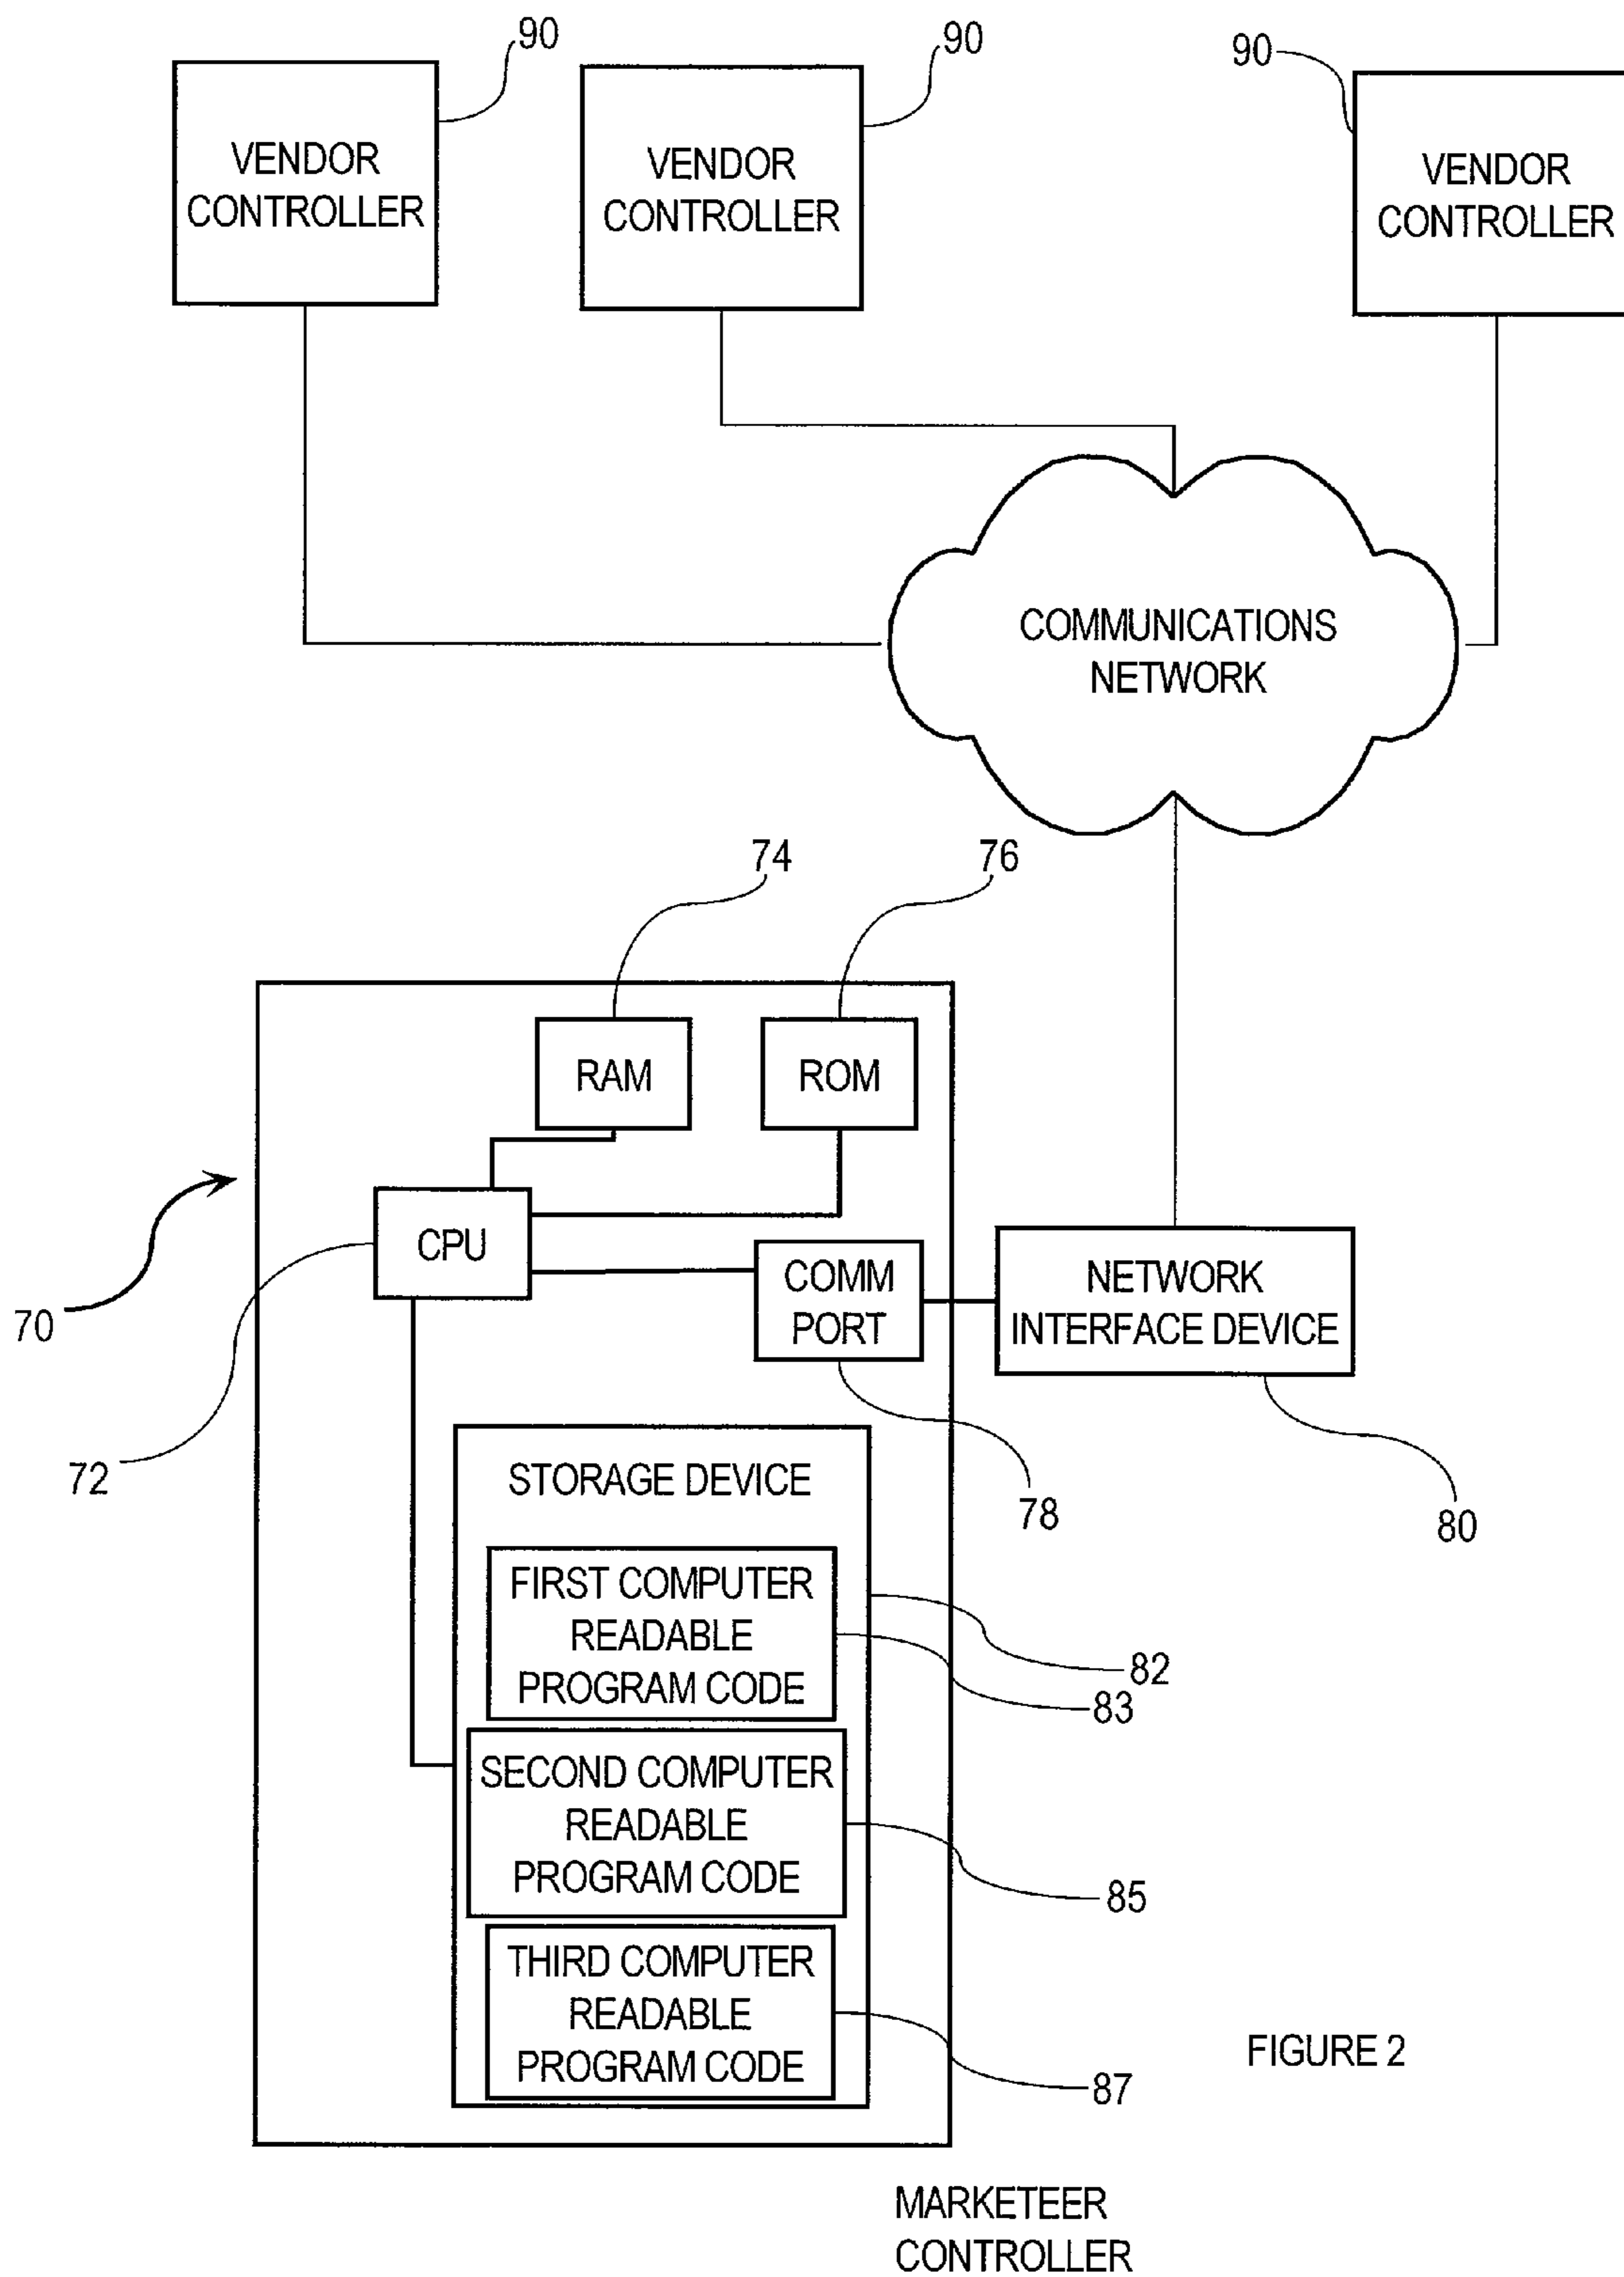 90
90
90
VENDOR
CONTROLLER
VENDOR
CONTROLLER
VENDOR
CONTROLLER
COMMUNICATIONS
NETWORK
74
76
RAM
ROM
70
CPU
COMM
PORT
NETWORK
INTERFACE DEVICE
72
78
80
STORAGE DEVICE
FIRST COMPUTER
READABLE
PROGRAM CODE
82
83
SECOND COMPUTER
READABLE
PROGRAM CODE
85
THIRD COMPUTER
READABLE
PROGRAM CODE
87
FIGURE 2
MARKETEER
CONTROLLER